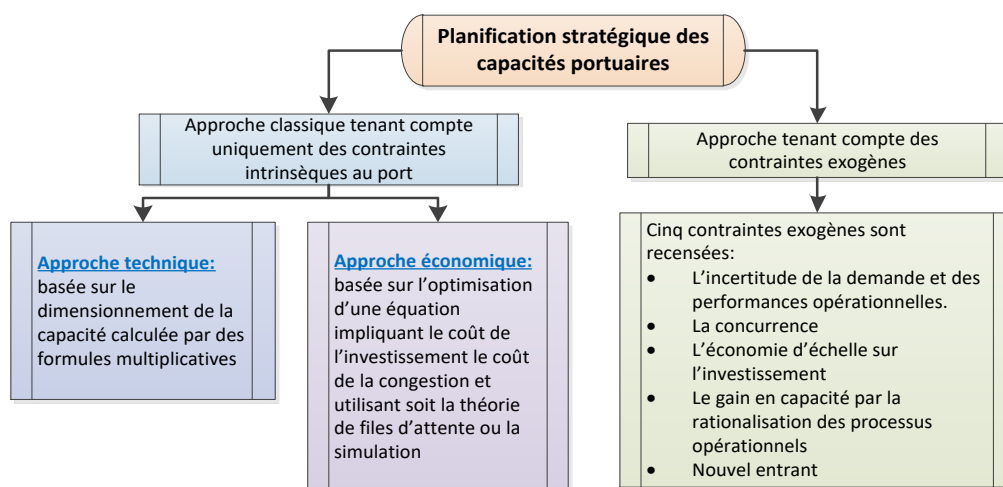 Planification stratégique des
capacités portuaires
Approche classique tenant compte
uniquement des contraintes
intrinsèques au port
Approche tenant compte des
contraintes exogènes
Approche technique:
basée sur le
dimensionnement de la
capacité calculée par des
formules multiplicatives
Approche économique:
basée sur l’optimisation
d’une équation
impliquant le coût de
l’investissement le coût
de la congestion et
utilisant soit la théorie
de files d’attente ou la
simulation
Cinq contraintes exogènes sont
recensées:
• L’incertitude de la demande et des
performances opérationnelles.
• La concurrence
• L’économie d’échelle sur
l’investissement
• Le gain en capacité par la
rationalisation des processus
opérationnels
• Nouvel entrant